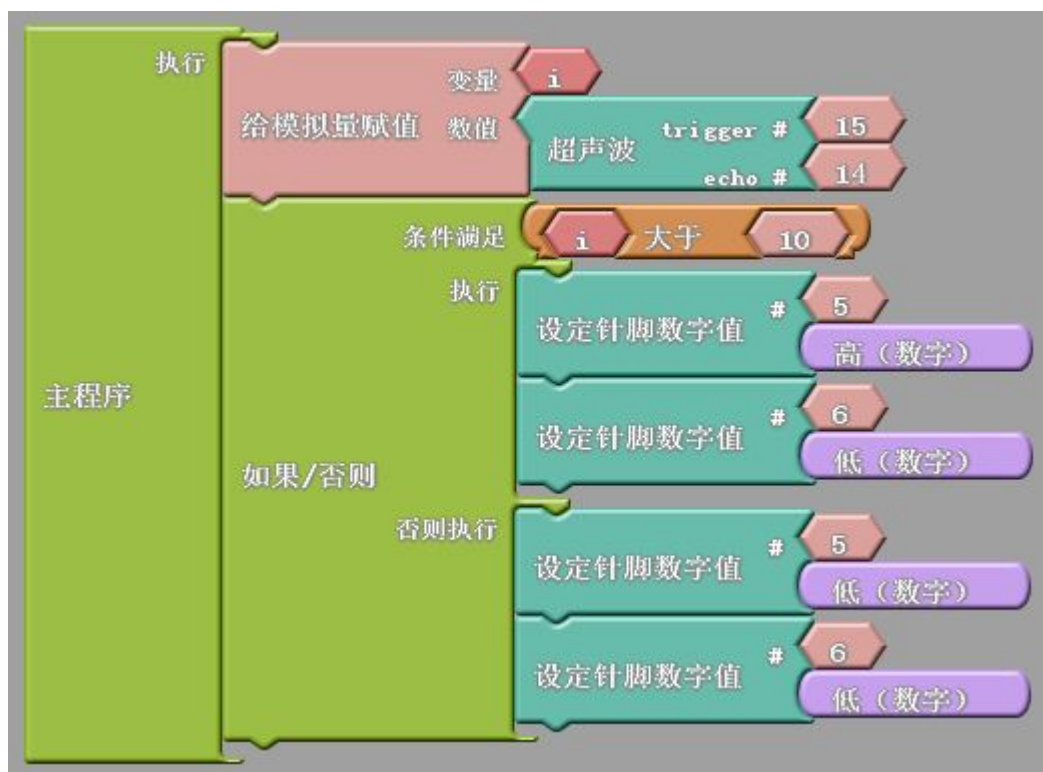 主程序
执行
给模拟量赋值
变量 i
数值 超声波 trigger # 15
echo # 14
如果/否则
条件满足 i 大于 10
执行 设定针脚数字值 # 5
高（数字）
设定针脚数字值 # 6
低（数字）
否则执行 设定针脚数字值 # 5
低（数字）
设定针脚数字值 # 6
低（数字）